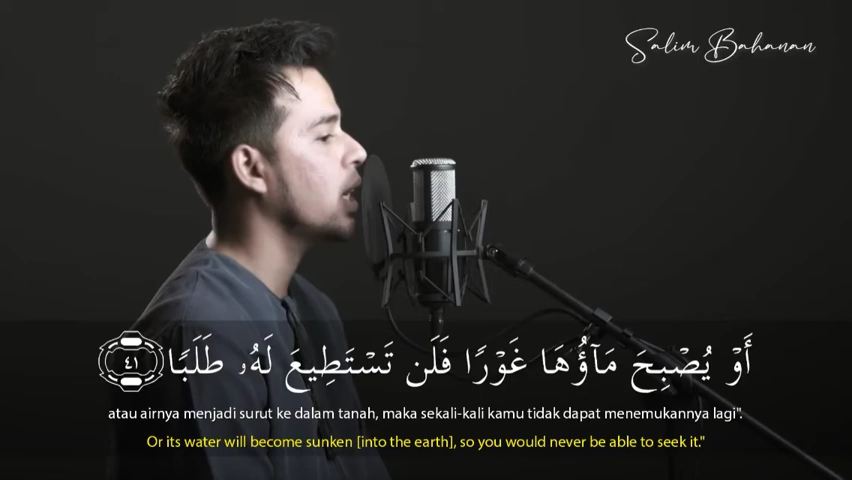 Salim Bahanan
أَوْ يُصْبِحَ مَآؤُهَا غَوْرًا فَلَن تَسْتَطِيعَ لَهُۥ طَلَبًا ٤١
atau airnya menjadi surut ke dalam tanah, maka sekali-kali kamu tidak dapat menemukannya lagi".
Or its water will become sunken [into the earth], so you would never be able to seek it."